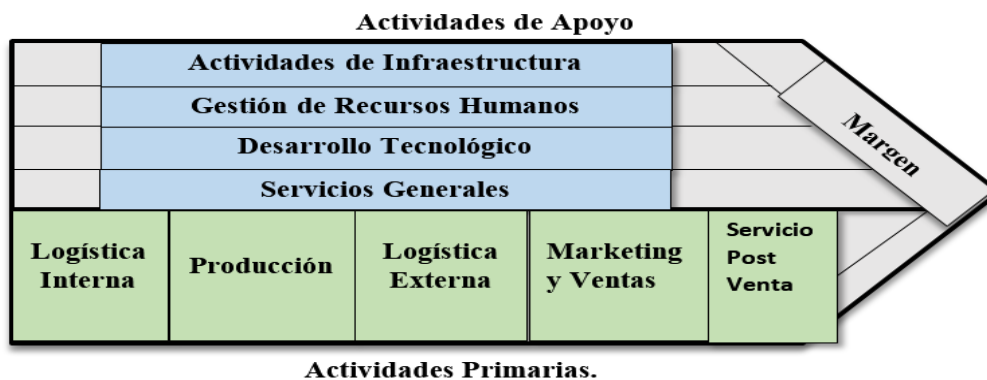 Actividades de Apoyo
Actividades de Infraestructura
Gestión de Recursos Humanos
Desarrollo Tecnológico
Servicios Generales
Margen
Logística
Interna
Producción
Logística
Externa
Marketing
y Ventas
Servicio
Post
Venta
Actividades Primarias.